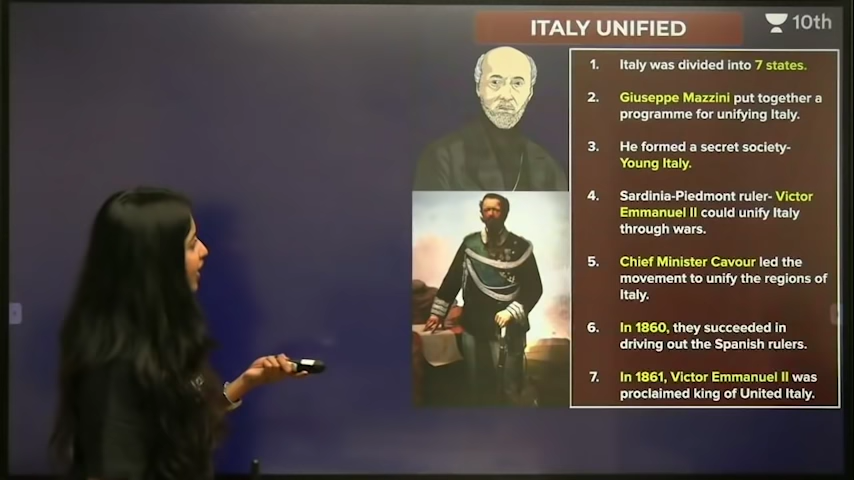 ITALY UNIFIED
10th
1. Italy was divided into 7 states.
2. Giuseppe Mazzini put together a
programme for unifying Italy.
3. He formed a secret society-
Young Italy.
4. Sardinia-Piedmont ruler- Victor
Emmanuel II could unify Italy
through wars.
5. Chief Minister Cavour led the
movement to unify the regions of
Italy.
6. In 1860, they succeeded in
driving out the Spanish rulers.
7. In 1861, Victor Emmanuel II was
proclaimed king of United Italy.